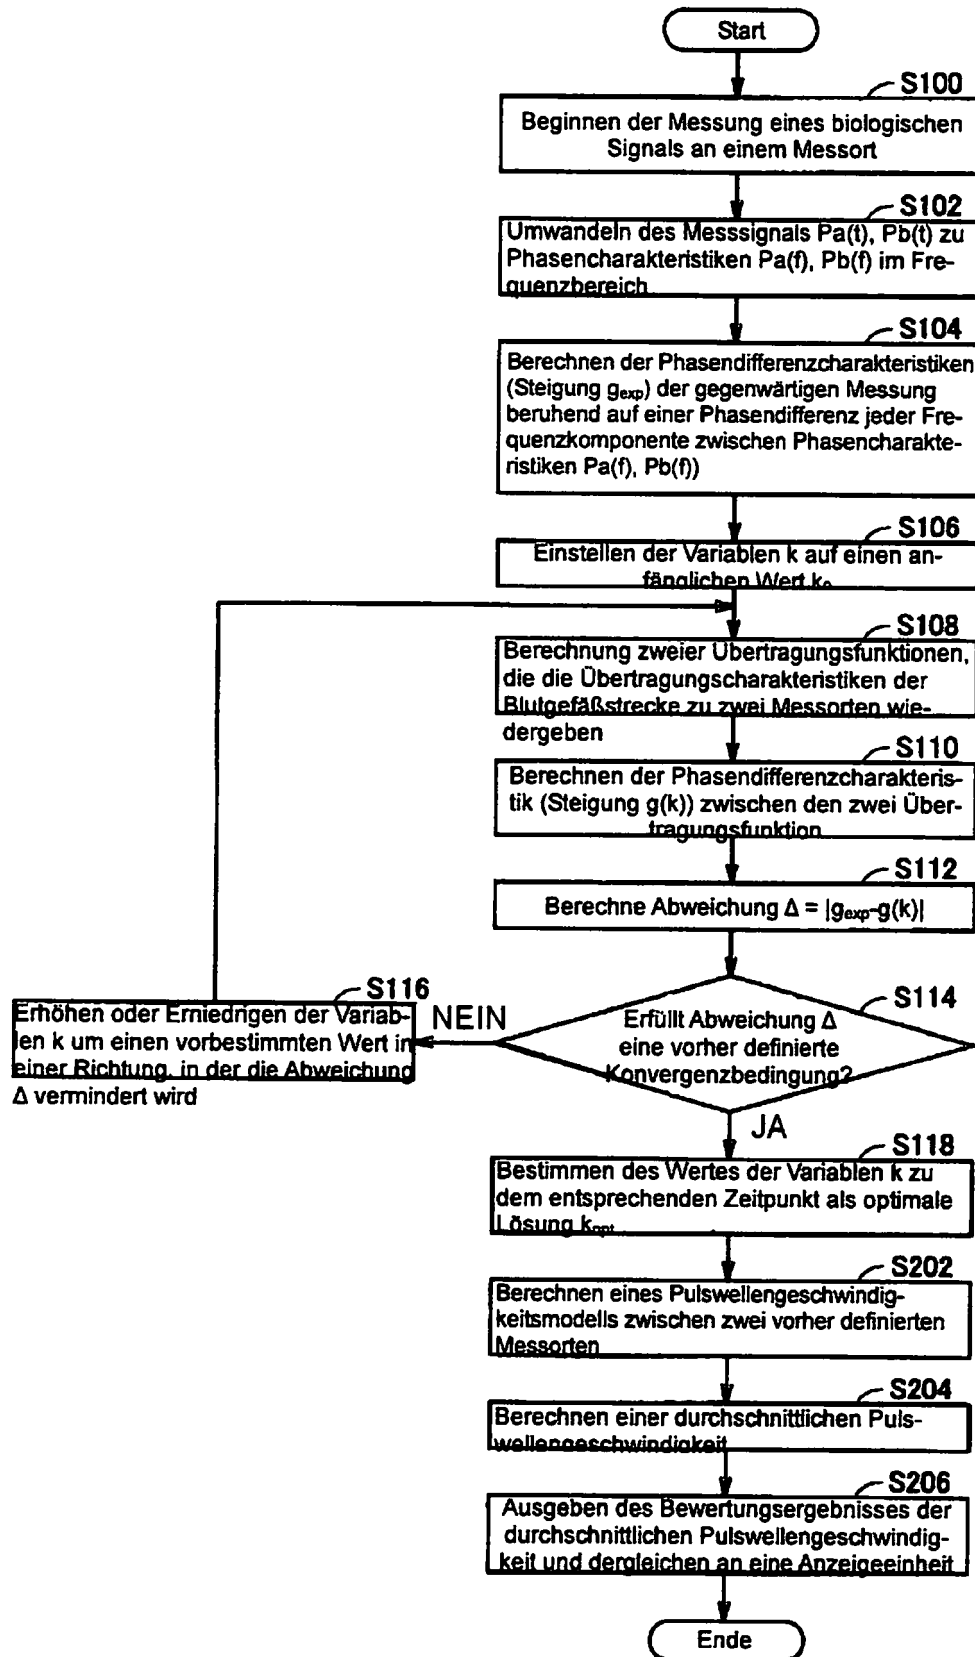 Start
S100
Beginnen der Messung eines biologischen
Signals an einem Messort
S102
Umwandeln des Messsignals Pa(t), Pb(t) zu
Phasencharakteristiken Pa(f), Pb(f) im Fre-
quenzbereich
S104
Berechnen der Phasendifferenzcharakteristiken
(Steigung gexp) der gegenwärtigen Messung
beruhend auf einer Phasendifferenz jeder Fre-
quenzkomponente zwischen Phasencharakte-
ristiken Pa(f), Pb(f))
S106
Einstellen der Variablen k auf einen an-
fänglichen Wert k0
S108
Berechnung zweier Übertragungsfunktionen,
die die Übertragungscharakteristiken der
Blutgefäßstrecke zu zwei Messorten wie-
dergeben
S110
Berechnen der Phasendifferenzcharakteris-
tik (Steigung g(k)) zwischen den zwei Über-
tragungsfunktion
S112
Berechne Abweichung Δ = |gexp-g(k)|
S114
Erfüllt Abweichung Δ
eine vorher definierte
Konvergenzbedingung?
NEIN
S116
Erhöhen oder Erniedrigen der Variab-
len k um einen vorbestimmten Wert in
einer Richtung, in der die Abweichung
Δ vermindert wird
JA
S118
Bestimmen des Wertes der Variablen k zu
dem entsprechenden Zeitpunkt als optimale
Lösung kopt
S202
Berechnen eines Pulswellengeschwindig-
keitsmodells zwischen zwei vorher definierten
Messorten
S204
Berechnen einer durchschnittlichen Puls-
wellengeschwindigkeit
S206
Ausgeben des Bewertungsergebnisses der
durchschnittlichen Pulswellengeschwindig-
keit und dergleichen an eine Anzeigeeinheit
Ende